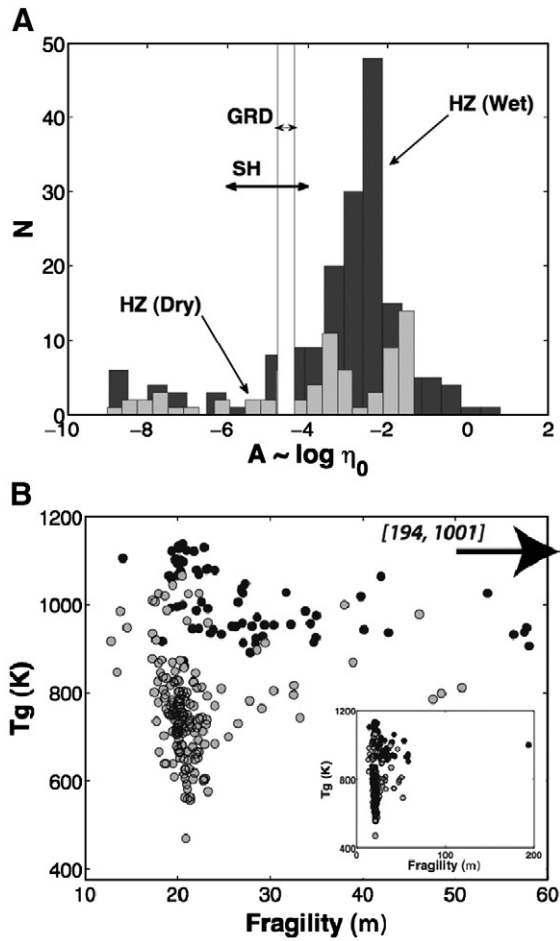 A
50
40
30
20
10
0
N
GRD
SH
HZ (Wet)
HZ (Dry)
−10 −8 −6 −4 −2 0 2
A ~ log η0
B
1200
1000
800
600
400
Tg (K)
[194, 1001]
1200
800
400
Tg (K)
0 100 200
Fragility (m)
10 20 30 40 50 60
Fragility (m)